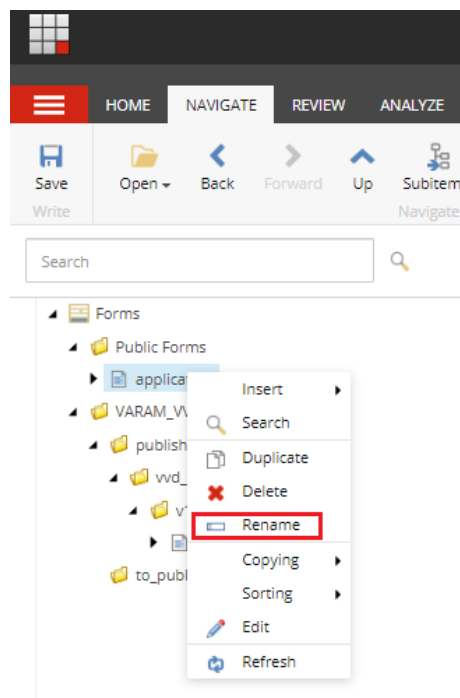 HOME NAVIGATE REVIEW ANALYZE
Save Open Back Forward Up Subitem
Write Navigate
Search
Forms
Public Forms
applica
Insert
VARAM_VV
Search
publish
Duplicate
vvd_
Delete
v
Rename
Copying
to_publ
Sorting
Edit
Refresh